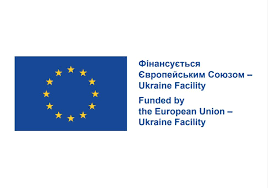 Фінансується
Європейським Союзом –
Ukraine Facility
Funded by
the European Union –
Ukraine Facility